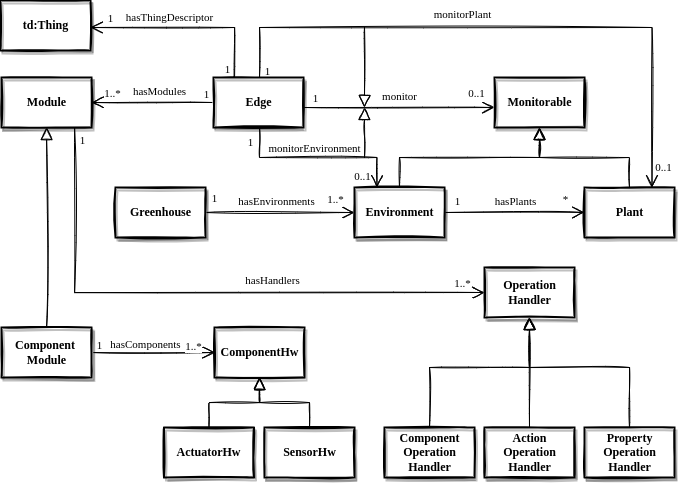 td:Thing
1
hasThingDescriptor
monitorPlant
1
1
Module
1..*
hasModules
1
Edge
1
monitor
0..1
Monitorable
1
1
monitorEnvironment
0..1
0..1
Greenhouse
1
hasEnvironments
1..*
Environment
1
hasPlants
*
Plant
hasHandlers
1..*
Operation
Handler
Component
Module
1
hasComponents
1..*
ComponentHw
ActuatorHw
SensorHw
Component
Operation
Handler
Action
Operation
Handler
Property
Operation
Handler